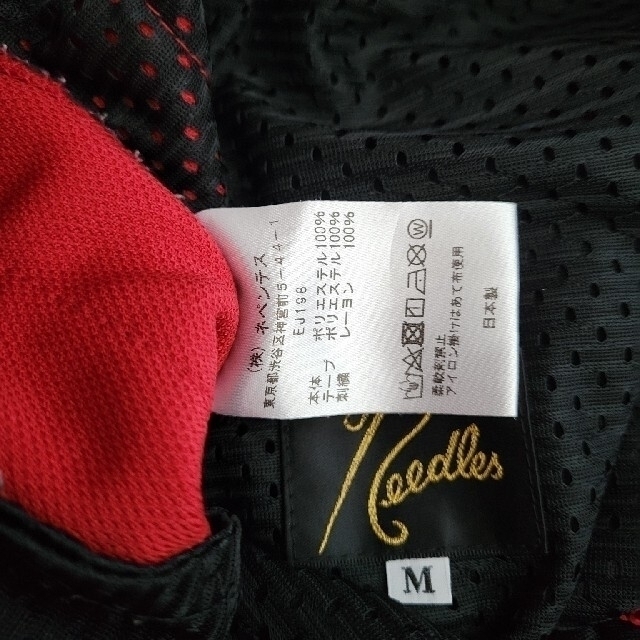 (株)ネペンテス
東京都渋谷区神宮前5-44-1
EJ196
本体 ポリエステル 100%
テープ ポリエステル 100%
刺繍 レーヨン 100%
柔軟剤禁止
アイロン掛けはあて布使用
日本製
Needles
M